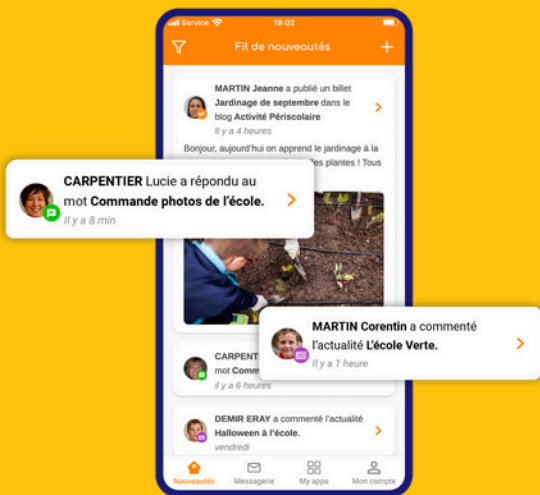 Service
19:02
Fil de nouveautés
MARTIN Jeanne a publié un billet
Jardinage de septembre dans le
blog Activité Périscolaire
Il y a 4 heures
Bonjour, aujourd'hui on apprend le jardinage à la
les plantes ! Tous
CARPENTIER Lucie a répondu au
mot Commande photos de l'école.
Il y a 8 min
MARTIN Corentin a commenté
l'actualité L'école Verte.
Il y a 1 heure
CARPENT
mot Comm
il y a 6 heures
DEMIR ERAY a commenté l'actualité
Halloween à l'école.
vendredi
Nouveautés
Messagerie
My apps
Mon compte